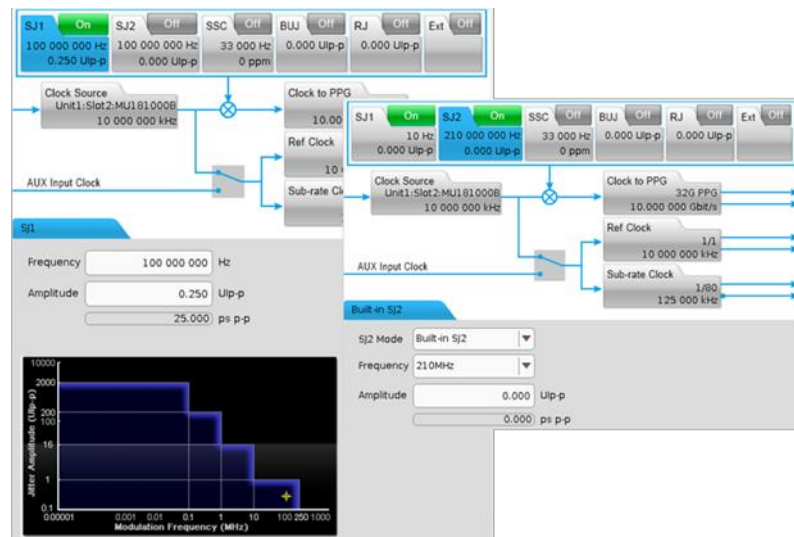 SJ1 On SJ2 Off SSC Off BUJ Off RJ Off Ext Off
100 000 000 Hz 100 000 000 Hz 33 000 Hz 0.000 UIp-p 0.000 UIp-p
0.250 UIp-p 0.000 UIp-p 0 ppm
Clock Source
Unit1:Slot2:MU181000B
10 000 000 kHz
Clock to PPG
10.00
Ref Clock
Sub-rate Cl
AUX Input Clock
SJ1
Frequency 100 000 000 Hz
Amplitude 0.250 UIp-p
25.000 ps p-p
Jitter Amplitude (UIp-p)
10000
2000
200
100
16
1
0.1
0.00001 0.001 0.01 0.1 1 10 100 250 1000
Modulation Frequency (MHz)
SJ1 On SJ2 On SSC Off BUJ Off RJ Off Ext Off
10 Hz 210 000 000 Hz 33 000 Hz 0.000 UIp-p 0.000 UIp-p
0.000 UIp-p 0.000 UIp-p 0 ppm
Clock Source
Unit1:Slot2:MU181000B
10 000 000 kHz
Clock to PPG
32G PPG
10.000 000 Gbit/s
Ref Clock
1/1
10 000 000 kHz
Sub-rate Clock
1/80
125 000 kHz
AUX Input Clock
Built-in SJ2
SJ2 Mode Built-in SJ2
Frequency 210MHz
Amplitude 0.000 UIp-p
0.000 ps p-p